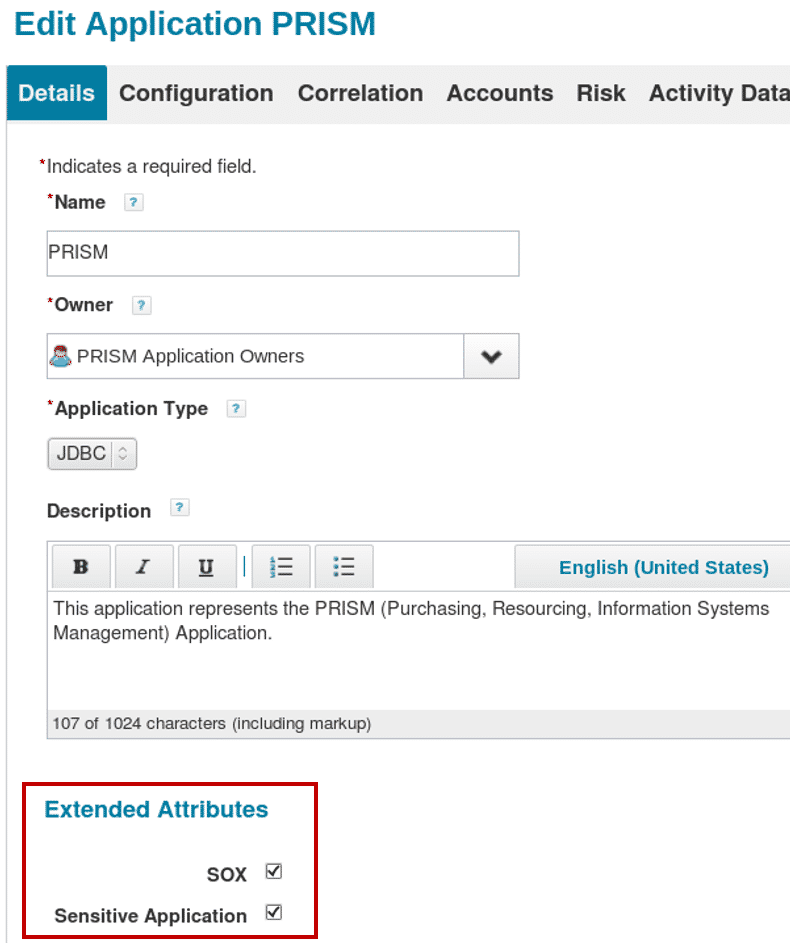 Edit Application PRISM
Details Configuration Correlation Accounts Risk Activity Data
*Indicates a required field.
*Name ?
PRISM
*Owner ?
PRISM Application Owners
*Application Type ?
JDBC
Description ?
B I U English (United States)
This application represents the PRISM (Purchasing, Resourcing, Information Systems
Management) Application.
107 of 1024 characters (including markup)
Extended Attributes
SOX
Sensitive Application